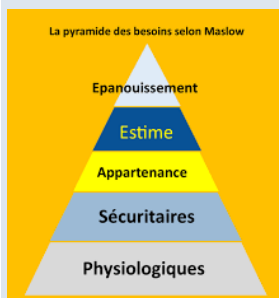 La pyramide des besoins selon Maslow
Epanouissement
Estime
Appartenance
Sécuritaires
Physiologiques